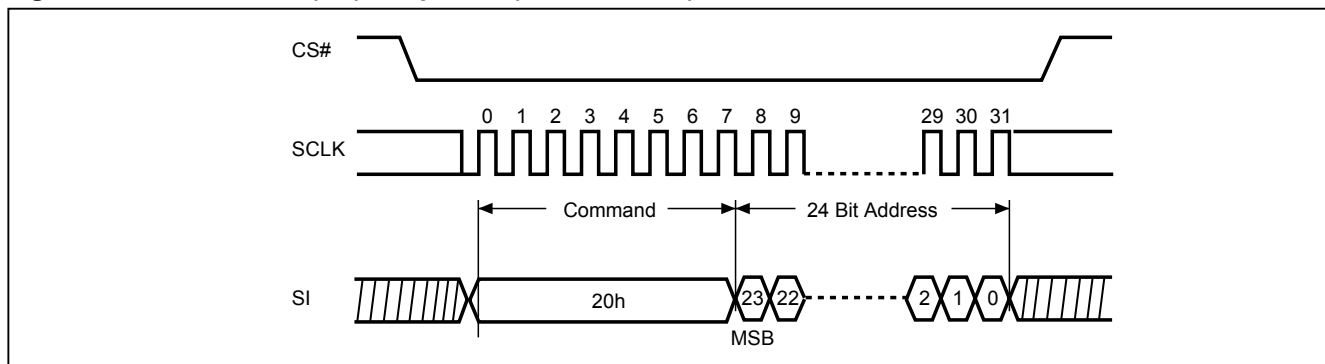 CS#
0 1 2 3 4 5 6 7 8 9 29 30 31
SCLK
Command 24 Bit Address
SI 20h 23 22 2 1 0
MSB